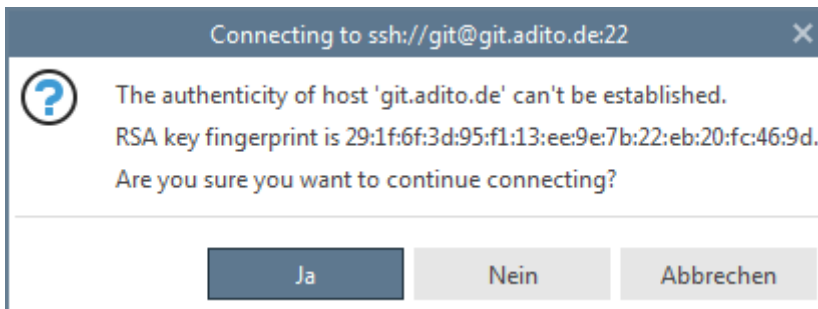 Connecting to ssh://git@git.adito.de:22
The authenticity of host 'git.adito.de' can't be established.
RSA key fingerprint is 29:1f:6f:3d:95:f1:13:ee:9e:7b:22:eb:20:fc:46:9d.
Are you sure you want to continue connecting?
Ja Nein Abbrechen